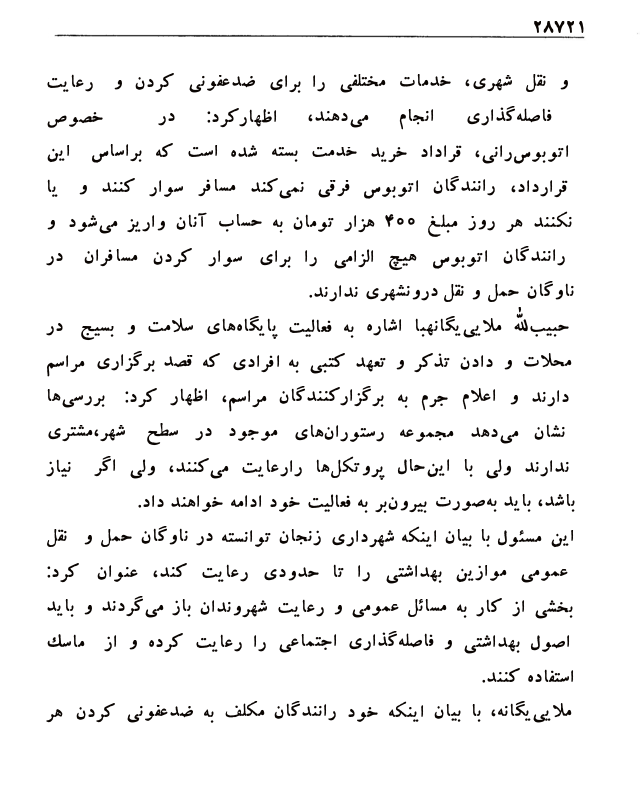 ۲۸۷۲۱
و نقل شهری، خدمات مختلفی را برای ضدعفونی کردن و رعایت
فاصله‌گذاری انجام می‌دهند، اظهارکرد: در خصوص
اتوبوس‌رانی، قراداد خرید خدمت بسته شده است که براساس این
قرارداد، رانندگان اتوبوس فرقی نمی‌کند مسافر سوار کنند و یا
نکنند هر روز مبلغ ۴۰۰ هزار تومان به حساب آنان واریز می‌شود و
رانندگان اتوبوس هیچ الزامی را برای سوار کردن مسافران در
ناوگان حمل و نقل درونشهری ندارند.
حبیب‌الله ملایی‌یگانهبا اشاره به فعالیت پایگاه‌های سلامت و بسیج در
محلات و دادن تذکر و تعهد کتبی به افرادی که قصد برگزاری مراسم
دارند و اعلام جرم به برگزارکنندگان مراسم، اظهار کرد: بررسی‌ها
نشان می‌دهد مجموعه رستوران‌های موجود در سطح شهر،مشتری
ندارند ولی با این‌حال پروتکل‌ها رارعایت می‌کنند، ولی اگر نیاز
باشد، باید به‌صورت بیرون‌بر به فعالیت خود ادامه خواهند داد.
این مسئول با بیان اینکه شهرداری زنجان توانسته در ناوگان حمل و نقل
عمومی موازین بهداشتی را تا حدودی رعایت کند، عنوان کرد:
بخشی از کار به مسائل عمومی و رعایت شهروندان باز می‌گردند و باید
اصول بهداشتی و فاصله‌گذاری اجتماعی را رعایت کرده و از ماسک
استفاده کنند.
ملایی‌یگانه، با بیان اینکه خود رانندگان مکلف به ضدعفونی کردن هر